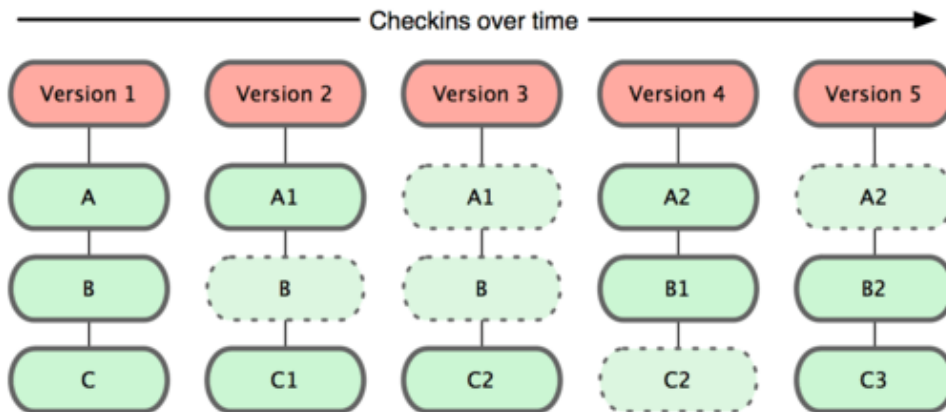 Checkins over time
Version 1 Version 2 Version 3 Version 4 Version 5
A A1 A1 A2 A2
B B B B1 B2
C C1 C2 C2 C3